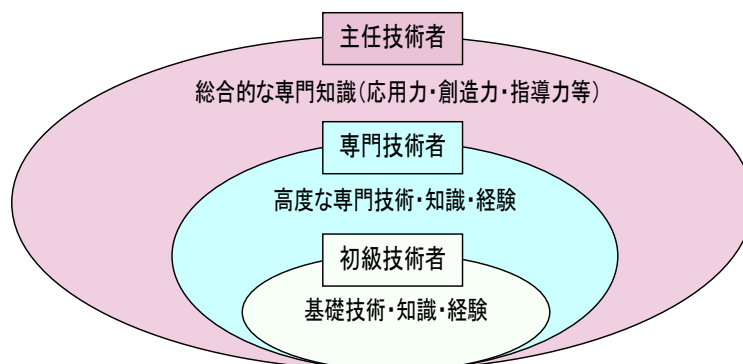 主任技術者
総合的な専門知識(応用力・創造力・指導力等)
専門技術者
高度な専門技術・知識・経験
初級技術者
基礎技術・知識・経験